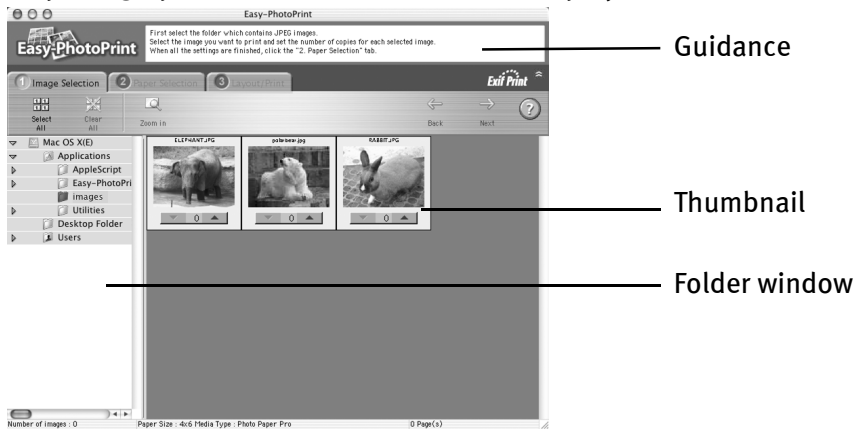 Easy-PhotoPrint
Easy-PhotoPrint
First select the folder which contains JPEG images.
Select the image you want to print and set the number of copies for each selected image.
When all the settings are finished, click the "2. Paper Selection" tab.
Guidance
1 Image Selection 2 Paper Selection 3 Layout/Print Exif Print
Select All
Clear All
Zoom in
Back
Next
?
Mac OS X(E)
Applications
AppleScript
Easy-PhotoPri
images
Utilities
Desktop Folder
Users
ELEPHANT.JPG
polarbear.jpg
RABBIT.JPG
0
0
0
Thumbnail
Folder window
Number of images : 0
Paper Size : 4x6 Media Type : Photo Paper Pro
0 Page(s)